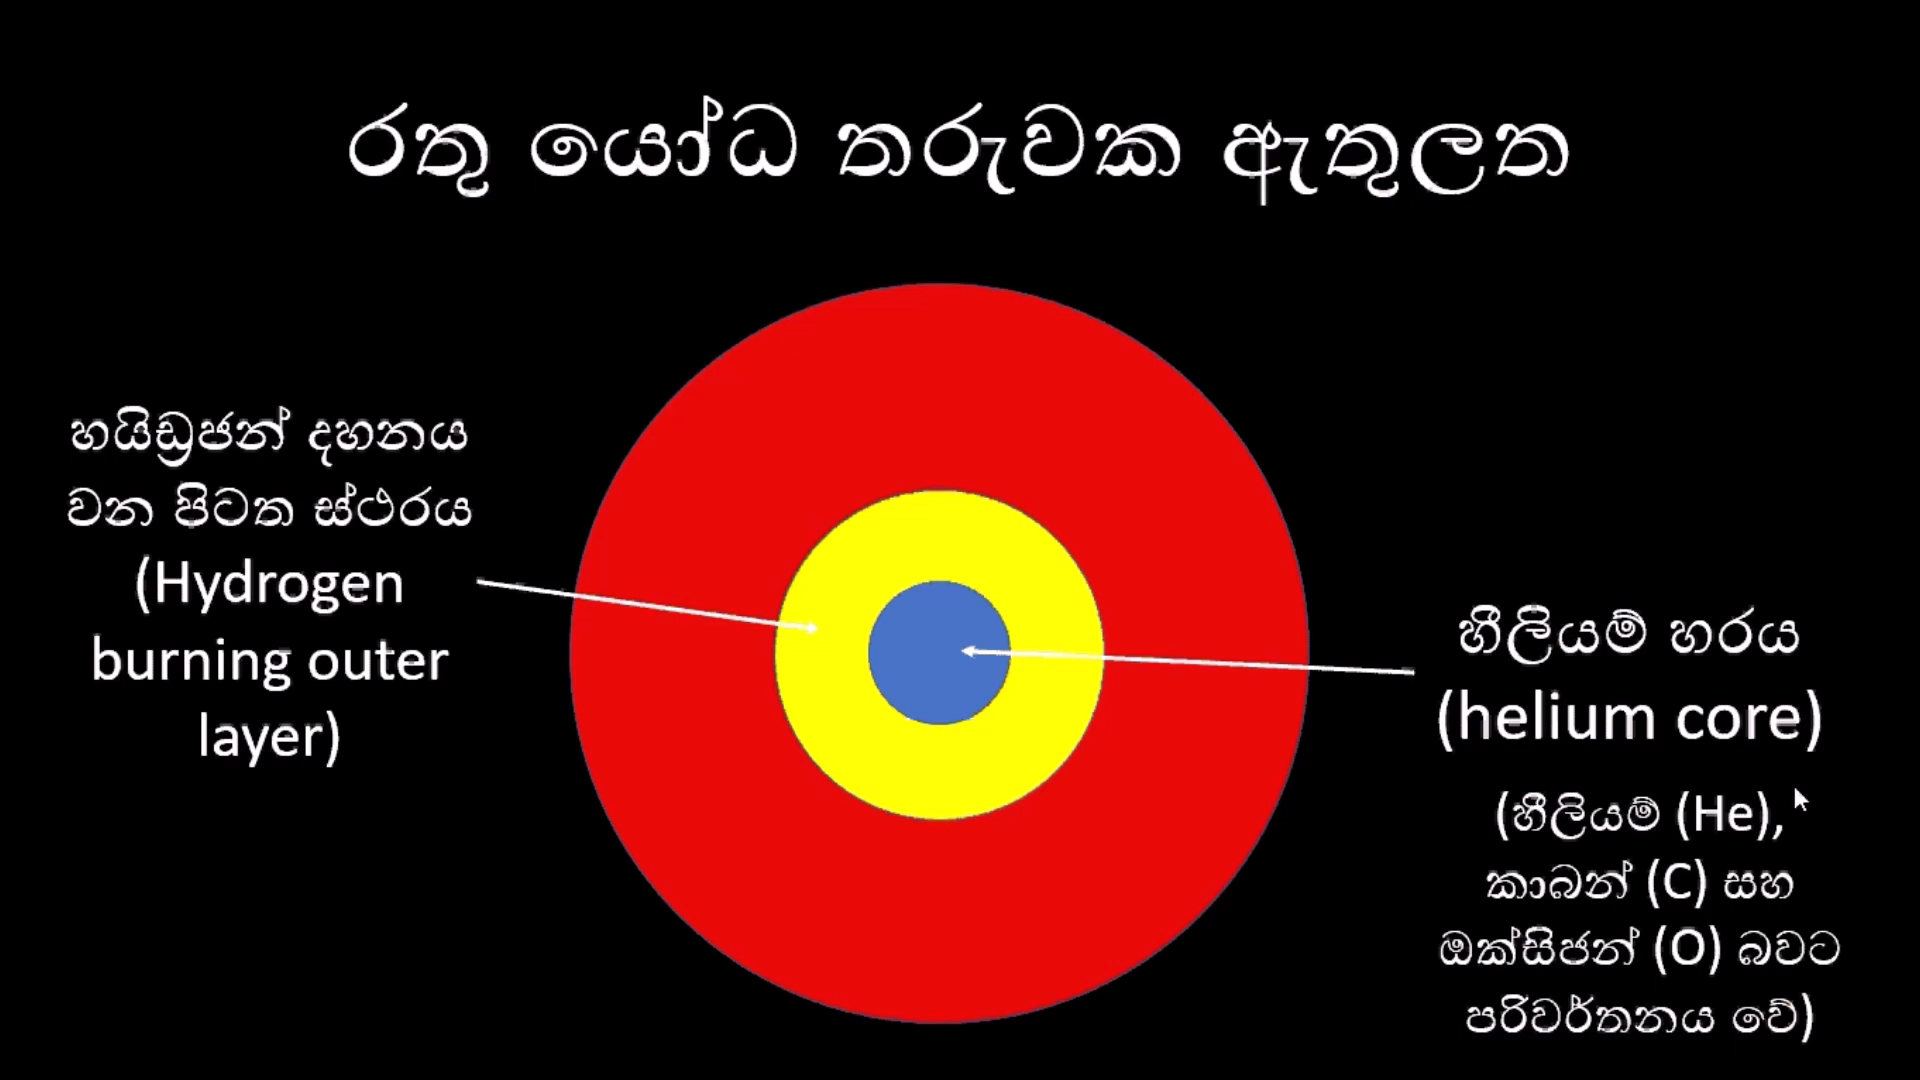 රතු යෝධ තරුවක ඇතුලත
හයිඩ්‍රජන් දහනය
වන පිටත ස්ථරය
(Hydrogen
burning outer
layer)
හීලියම් හරය
(helium core)
(හීලියම් (He),
කාබන් (C) සහ
ඔක්සිජන් (O) බවට
පරිවර්තනය වේ)